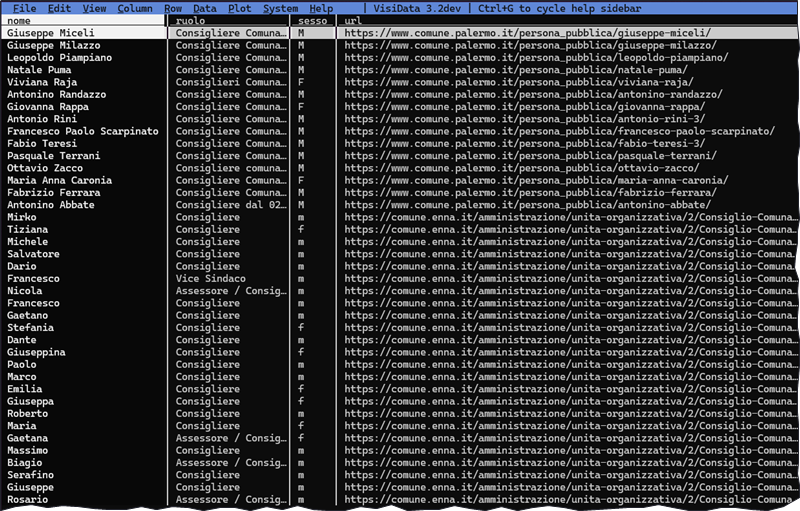 File Edit View Column Row Data Plot System Help | VisiData 3.2dev | Ctrl+G to cycle help sidebar
nome ruolo sesso url
Giuseppe Miceli Consigliere Comuna… M https://www.comune.palermo.it/persona_pubblica/giuseppe-miceli/
Giuseppe Milazzo Consigliere Comuna… M https://www.comune.palermo.it/persona_pubblica/giuseppe-milazzo/
Leopoldo Piampiano Consigliere Comuna… M https://www.comune.palermo.it/persona_pubblica/leopoldo-piampiano/
Natale Puma Consigliere Comuna… M https://www.comune.palermo.it/persona_pubblica/natale-puma/
Viviana Raja Consiglieri Comuna… F https://www.comune.palermo.it/persona_pubblica/viviana-raja/
Antonino Randazzo Consigliere Comuna… M https://www.comune.palermo.it/persona_pubblica/antonino-randazzo/
Giovanna Rappa Consigliere Comuna… F https://www.comune.palermo.it/persona_pubblica/giovanna-rappa/
Antonio Rini Consigliere Comuna… M https://www.comune.palermo.it/persona_pubblica/antonio-rini-3/
Francesco Paolo Scarpinato Consigliere Comuna… M https://www.comune.palermo.it/persona_pubblica/francesco-paolo-scarpinato/
Fabio Teresi Consigliere Comuna… M https://www.comune.palermo.it/persona_pubblica/fabio-teresi-3/
Pasquale Terrani Consigliere Comuna… M https://www.comune.palermo.it/persona_pubblica/pasquale-terrani/
Ottavio Zacco Consigliere comuna… M https://www.comune.palermo.it/persona_pubblica/ottavio-zacco/
Maria Anna Caronia Consigliere Comuna… F https://www.comune.palermo.it/persona_pubblica/maria-anna-caronia/
Fabrizio Ferrara Consigliere Comuna… M https://www.comune.palermo.it/persona_pubblica/fabrizio-ferrara/
Antonino Abbate Consigliere dal 02… M https://www.comune.palermo.it/persona_pubblica/antonino-abbate/
Mirko Consigliere m https://comune.enna.it/amministrazione/unita-organizzativa/2/Consiglio-Comuna…
Tiziana Consigliere f https://comune.enna.it/amministrazione/unita-organizzativa/2/Consiglio-Comuna…
Michele Consigliere m https://comune.enna.it/amministrazione/unita-organizzativa/2/Consiglio-Comuna…
Salvatore Consigliere m https://comune.enna.it/amministrazione/unita-organizzativa/2/Consiglio-Comuna…
Dario Consigliere m https://comune.enna.it/amministrazione/unita-organizzativa/2/Consiglio-Comuna…
Francesco Vice Sindaco m https://comune.enna.it/amministrazione/unita-organizzativa/2/Consiglio-Comuna…
Nicola Assessore / Consig… m https://comune.enna.it/amministrazione/unita-organizzativa/2/Consiglio-Comuna…
Francesco Consigliere m https://comune.enna.it/amministrazione/unita-organizzativa/2/Consiglio-Comuna…
Gaetano Consigliere m https://comune.enna.it/amministrazione/unita-organizzativa/2/Consiglio-Comuna…
Stefania Consigliere f https://comune.enna.it/amministrazione/unita-organizzativa/2/Consiglio-Comuna…
Dante Consigliere m https://comune.enna.it/amministrazione/unita-organizzativa/2/Consiglio-Comuna…
Giuseppina Consigliere f https://comune.enna.it/amministrazione/unita-organizzativa/2/Consiglio-Comuna…
Paolo Consigliere m https://comune.enna.it/amministrazione/unita-organizzativa/2/Consiglio-Comuna…
Marco Consigliere m https://comune.enna.it/amministrazione/unita-organizzativa/2/Consiglio-Comuna…
Emilia Consigliere f https://comune.enna.it/amministrazione/unita-organizzativa/2/Consiglio-Comuna…
Giuseppa Consigliere f https://comune.enna.it/amministrazione/unita-organizzativa/2/Consiglio-Comuna…
Roberto Consigliere m https://comune.enna.it/amministrazione/unita-organizzativa/2/Consiglio-Comuna…
Maria Consigliere f https://comune.enna.it/amministrazione/unita-organizzativa/2/Consiglio-Comuna…
Gaetana Assessore / Consig… f https://comune.enna.it/amministrazione/unita-organizzativa/2/Consiglio-Comuna…
Massimo Consigliere m https://comune.enna.it/amministrazione/unita-organizzativa/2/Consiglio-Comuna…
Biagio Assessore / Consig… m https://comune.enna.it/amministrazione/unita-organizzativa/2/Consiglio-Comuna…
Serafino Consigliere m https://comune.enna.it/amministrazione/unita-organizzativa/2/Consiglio-Comuna…
Giuseppe Consigliere m https://comune.enna.it/amministrazione/unita-organizzativa/2/Consiglio-Comuna…
Rosario Assessore / Consig… m https://comune.enna.it/amministrazione/unita-organizzativa/2/Consiglio-Comuna…